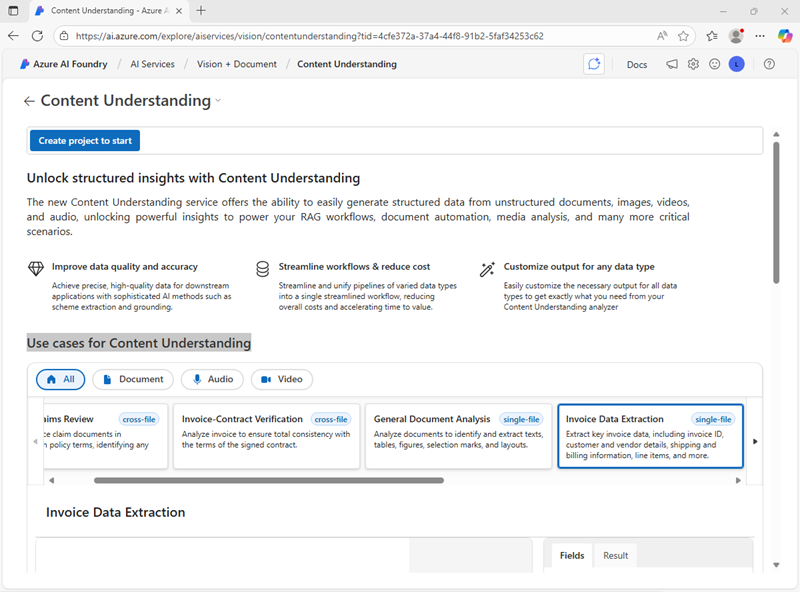 Content Understanding - Azure A
https://ai.azure.com/explore/aiservices/vision/contentunderstanding?tid=4cfe372a-37a4-44f8-91b2-5faf34253c62
Azure AI Foundry / AI Services / Vision + Document / Content Understanding
Docs
L
Content Understanding
Create project to start
Unlock structured insights with Content Understanding
The new Content Understanding service offers the ability to easily generate structured data from unstructured documents, images, videos,
and audio, unlocking powerful insights to power your RAG workflows, document automation, media analysis, and many more critical
scenarios.
Improve data quality and accuracy
Achieve precise, high-quality data for downstream
applications with sophisticated AI methods such as
scheme extraction and grounding.
Streamline workflows & reduce cost
Streamline and unify pipelines of varied data types
into a single streamlined workflow, reducing
overall costs and accelerating time to value.
Customize output for any data type
Easily customize the necessary output for all data
types to get exactly what you need from your
Content Understanding analyzer
Use cases for Content Understanding
All
Document
Audio
Video
aims Review cross-file
ce claim documents in
policy terms, identifying any
Invoice-Contract Verification cross-file
Analyze invoice to ensure total consistency with
the terms of the signed contract.
General Document Analysis single-file
Analyze documents to identify and extract texts,
tables, figures, selection marks, and layouts.
Invoice Data Extraction single-file
Extract key invoice data, including invoice ID,
customer and vendor details, shipping and
billing information, line items, and more.
Invoice Data Extraction
Fields
Result